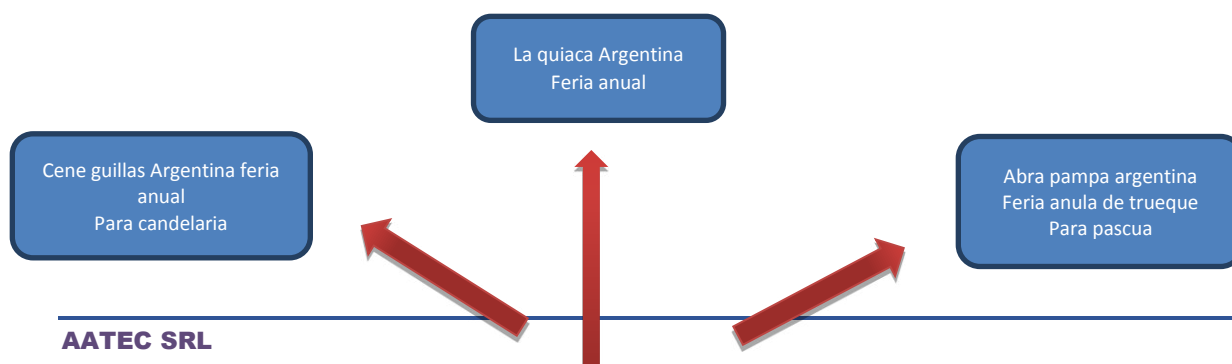 La quiaca Argentina
Feria anual
Cene guillas Argentina feria
anual
Para candelaria
Abra pampa argentina
Feria anula de trueque
Para pascua
AATEC SRL